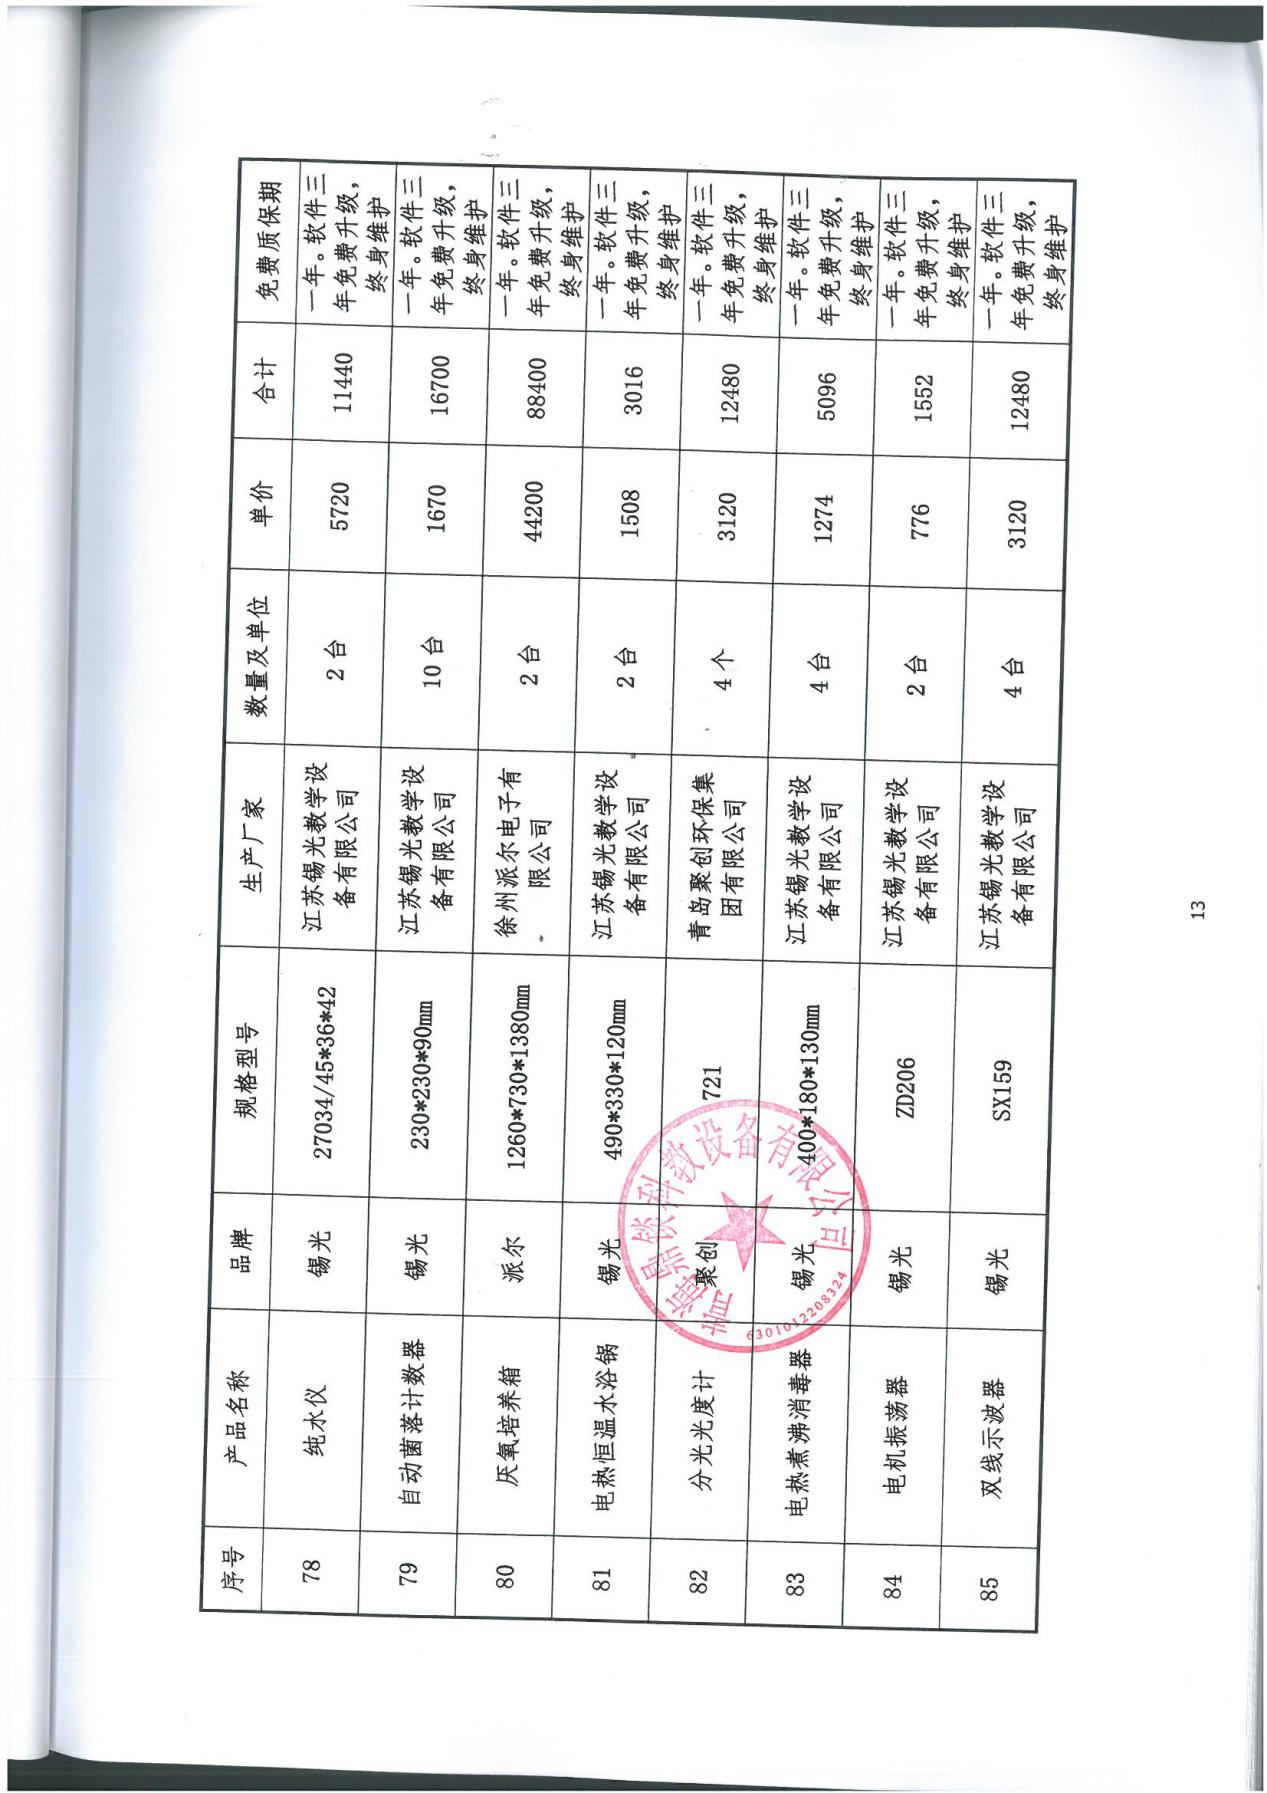 序号 产品名称 品牌 规格型号 生产厂家 数量及单位 单价 合计 免费质保期
78 纯水仪 锡光 27034/45*36*42 江苏锡光教学设备有限公司 2台 5720 11440 一年。软件三年免费升级，终身维护
79 自动菌落计数器 锡光 230*230*90mm 江苏锡光教学设备有限公司 10台 1670 16700 一年。软件三年免费升级，终身维护
80 厌氧培养箱 派尔 1260*730*1380mm 徐州派尔电子有限公司 2台 44200 88400 一年。软件三年免费升级，终身维护
81 电热恒温水浴锅 锡光 490*330*120mm 江苏锡光教学设备有限公司 2台 1508 3016 一年。软件三年免费升级，终身维护
82 分光光度计 聚创 721 青岛聚创环保集团有限公司 4个 3120 12480 一年。软件三年免费升级，终身维护
83 电热煮沸消毒器 锡光 400*180*130mm 江苏锡光教学设备有限公司 4台 1274 5096 一年。软件三年免费升级，终身维护
84 电机振荡器 锡光 ZD206 江苏锡光教学设备有限公司 2台 776 1552 一年。软件三年免费升级，终身维护
85 双线示波器 锡光 SX159 江苏锡光教学设备有限公司 4台 3120 12480 一年。软件三年免费升级，终身维护
科教设备有限公司
6301012208324
13